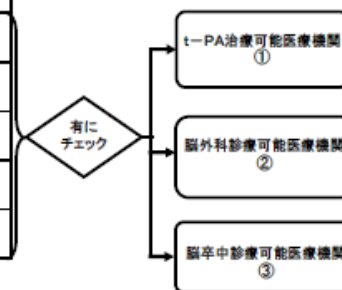 t－PA治療可能医療機関
①
有に
チェック
脳外科診療可能医療機関
②
脳卒中診療可能医療機関
③